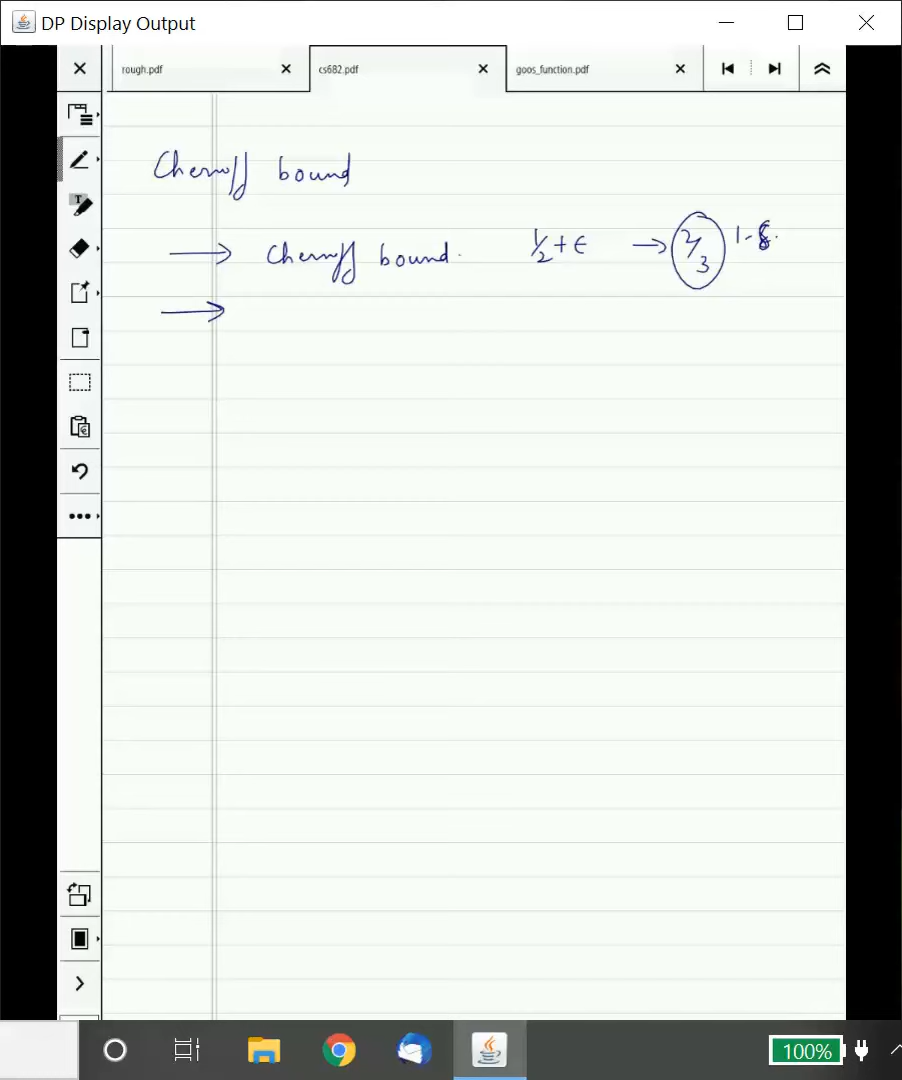 DP Display Output
rough.pdf
cs682.pdf
goos_function.pdf
Chernoff bound
→ Chernoff bound. 1/2 + ε → 2/3 1-δ.
→
100%